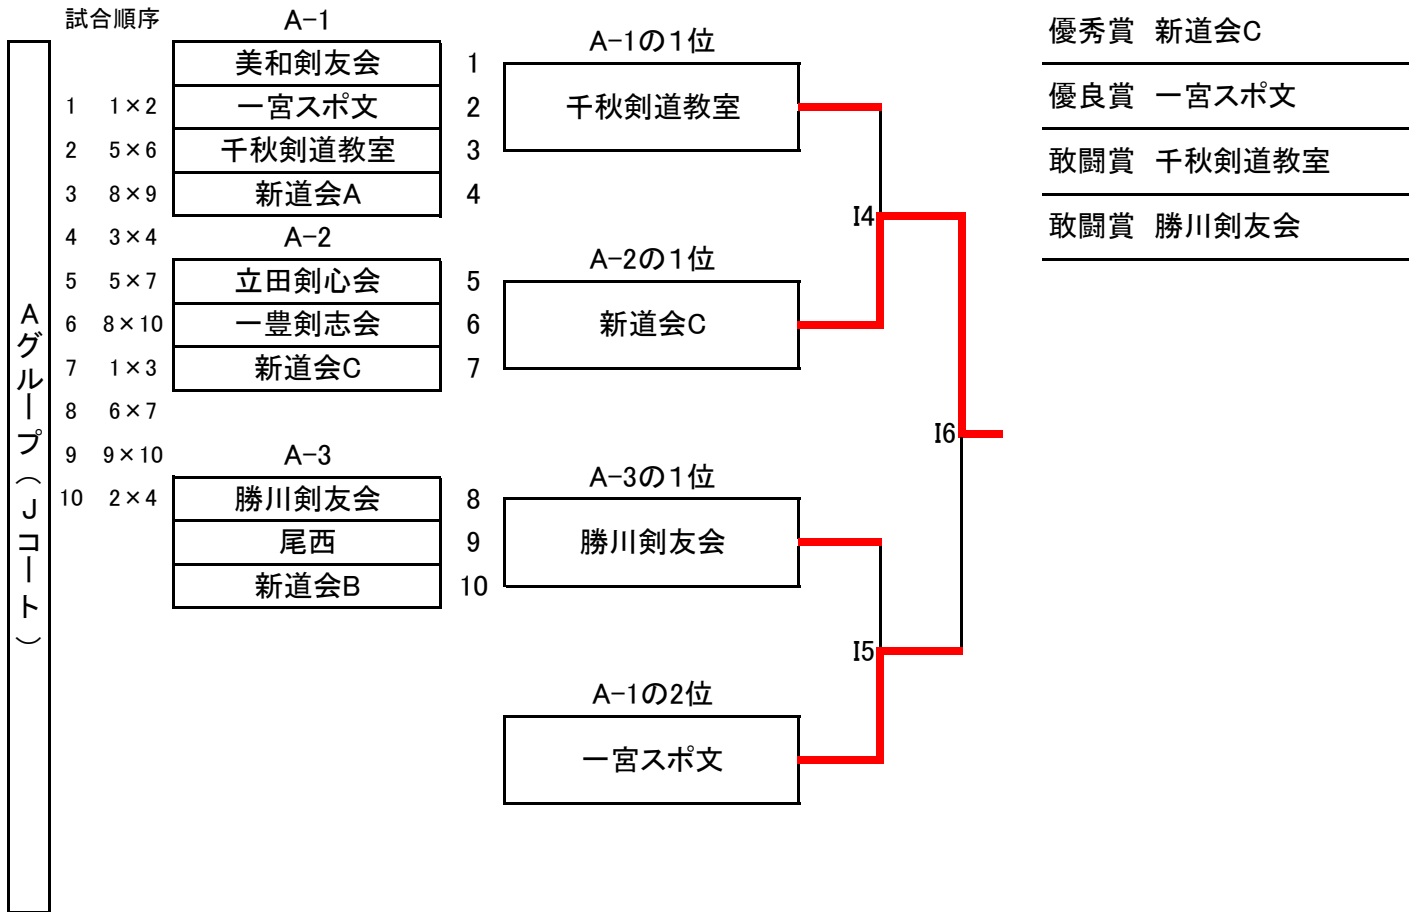 試合順序
A-1
A-1の1位
優秀賞 新道会C
美和剣友会 1
1 1×2 一宮スポ文 2
千秋剣道教室
優良賞 一宮スポ文
2 5×6 千秋剣道教室 3
敢闘賞 千秋剣道教室
3 8×9 新道会A 4
I4
敢闘賞 勝川剣友会
4 3×4 A-2
A-2の1位
5 5×7 立田剣心会 5
6 8×10 一豊剣志会 6
新道会C
7 1×3 新道会C 7
8 6×7
I6
9 9×10 A-3
A-3の1位
10 2×4 勝川剣友会 8
尾西 9
勝川剣友会
新道会B 10
I5
A-1の2位
一宮スポ文
Aグループ(Jコート)